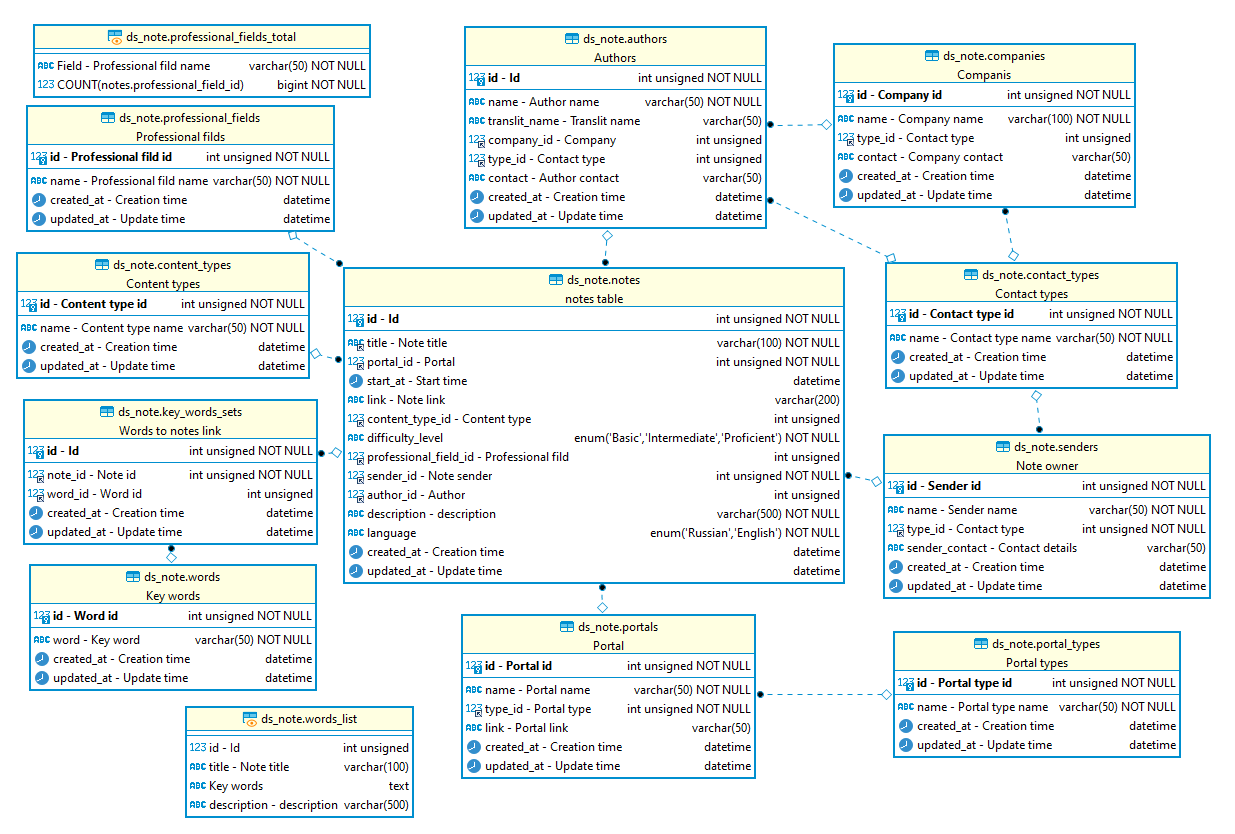 ds_note.professional_fields_total
ABC Field - Professional fild name varchar(50) NOT NULL
123 COUNT(notes.professional_field_id) bigint NOT NULL
ds_note.professional_fields
Professional filds
123 id - Professional fild id int unsigned NOT NULL
ABC name - Professional fild name varchar(50) NOT NULL
created_at - Creation time datetime
updated_at - Update time datetime
ds_note.content_types
Content types
123 id - Content type id int unsigned NOT NULL
ABC name - Content type name varchar(50) NOT NULL
created_at - Creation time datetime
updated_at - Update time datetime
ds_note.key_words_sets
Words to notes link
123 id - Id int unsigned NOT NULL
123 note_id - Note id int unsigned NOT NULL
123 word_id - Word id int unsigned
created_at - Creation time datetime
updated_at - Update time datetime
ds_note.words
Key words
123 id - Word id int unsigned NOT NULL
ABC word - Key word varchar(50) NOT NULL
created_at - Creation time datetime
updated_at - Update time datetime
ds_note.words_list
123 id - Id int unsigned
ABC title - Note title varchar(100)
ABC Key words text
ABC description - description varchar(500)
ds_note.authors
Authors
123 id - Id int unsigned NOT NULL
ABC name - Author name varchar(50) NOT NULL
ABC translit_name - Translit name varchar(50)
123 company_id - Company int unsigned
123 type_id - Contact type int unsigned
ABC contact - Author contact varchar(50)
created_at - Creation time datetime
updated_at - Update time datetime
ds_note.notes
notes table
123 id - Id int unsigned NOT NULL
ABC title - Note title varchar(100) NOT NULL
123 portal_id - Portal int unsigned NOT NULL
start_at - Start time datetime
ABC link - Note link varchar(200)
123 content_type_id - Content type int unsigned
ABC difficulty_level enum('Basic','Intermediate','Proficient') NOT NULL
123 professional_field_id - Professional fild int unsigned
123 sender_id - Note sender int unsigned NOT NULL
123 author_id - Author int unsigned
ABC description - description varchar(500) NOT NULL
ABC language enum('Russian','English') NOT NULL
created_at - Creation time datetime
updated_at - Update time datetime
ds_note.portals
Portal
123 id - Portal id int unsigned NOT NULL
ABC name - Portal name varchar(50) NOT NULL
123 type_id - Portal type int unsigned NOT NULL
ABC link - Portal link varchar(50)
created_at - Creation time datetime
updated_at - Update time datetime
ds_note.companies
Companis
123 id - Company id int unsigned NOT NULL
ABC name - Company name varchar(100) NOT NULL
123 type_id - Contact type int unsigned
ABC contact - Company contact varchar(50)
created_at - Creation time datetime
updated_at - Update time datetime
ds_note.contact_types
Contact types
123 id - Contact type id int unsigned NOT NULL
ABC name - Contact type name varchar(50) NOT NULL
created_at - Creation time datetime
updated_at - Update time datetime
ds_note.senders
Note owner
123 id - Sender id int unsigned NOT NULL
ABC name - Sender name varchar(50) NOT NULL
123 type_id - Contact type int unsigned NOT NULL
ABC sender_contact - Contact details varchar(50)
created_at - Creation time datetime
updated_at - Update time datetime
ds_note.portal_types
Portal types
123 id - Portal type id int unsigned NOT NULL
ABC name - Portal type name varchar(50) NOT NULL
created_at - Creation time datetime
updated_at - Update time datetime